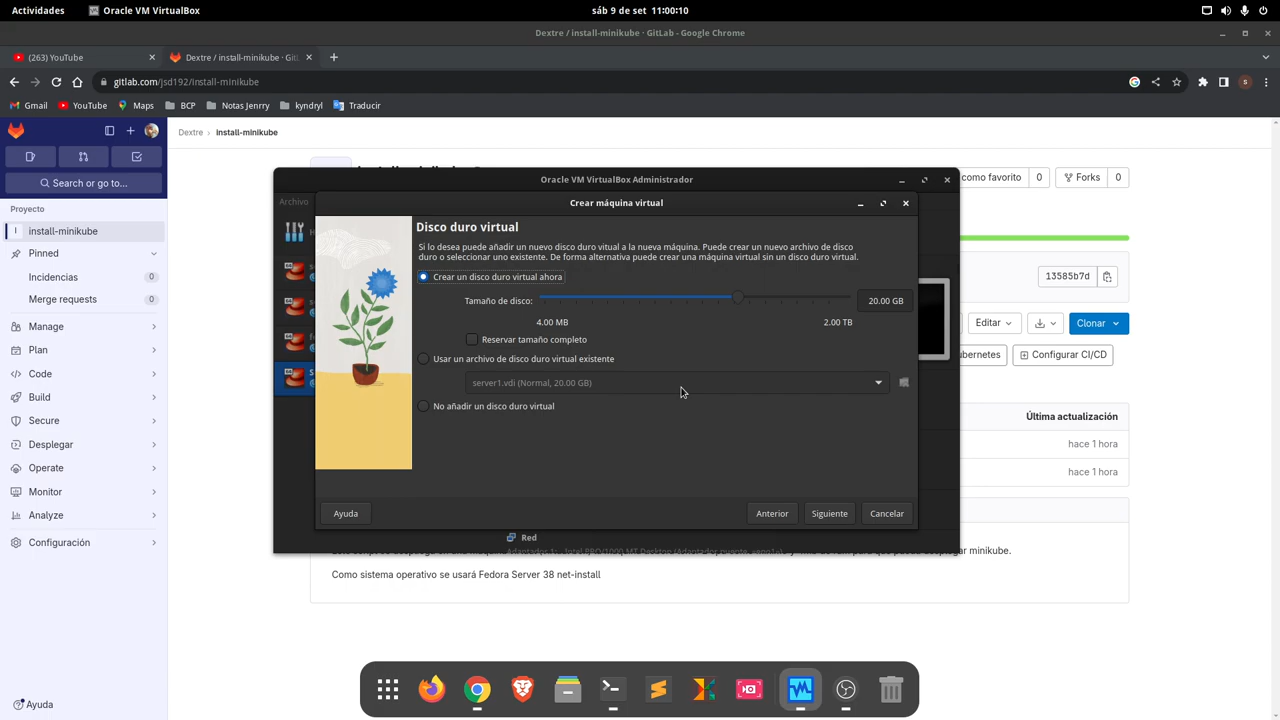 Actividades
Oracle VM VirtualBox
sáb 9 de set 11:00:10
Dextre / install-minikube · GitLab - Google Chrome
(263) YouTube
Dextre / install-minikube · GitL
gitlab.com/jsd192/install-minikube
G
S
Gmail
YouTube
Maps
BCP
Notas Jenrry
kyndryl
Traducir
Search or go to...
Proyecto
I install-minikube
Pinned
Incidencias 0
Merge requests 0
Manage
Plan
Code
Build
Secure
Desplegar
Operate
Monitor
Analyze
Configuración
Ayuda
Dextre › install-minikube
como favorito 0
Forks 0
13585b7d
Editar
Clonar
Configurar CI/CD
Última actualización
hace 1 hora
hace 1 hora
Oracle VM VirtualBox Administrador
Archivo
Crear máquina virtual
Disco duro virtual
Si lo desea puede añadir un nuevo disco duro vitual a la nueva máquina. Puede crear un nuevo archivo de disco
duro o seleccionar uno existente. De forma alternativa puede crear una máquina virtual sin un disco duro virtual.
Crear un disco duro virtual ahora
Tamaño de disco:
20.00 GB
4.00 MB
2.00 TB
Reservar tamaño completo
Usar un archivo de disco duro virtual existente
server1.vdi (Normal, 20.00 GB)
No añadir un disco duro virtual
Ayuda
Anterior
Siguiente
Cancelar
Red
minikube.
Como sistema operativo se usará Fedora Server 38 net-install